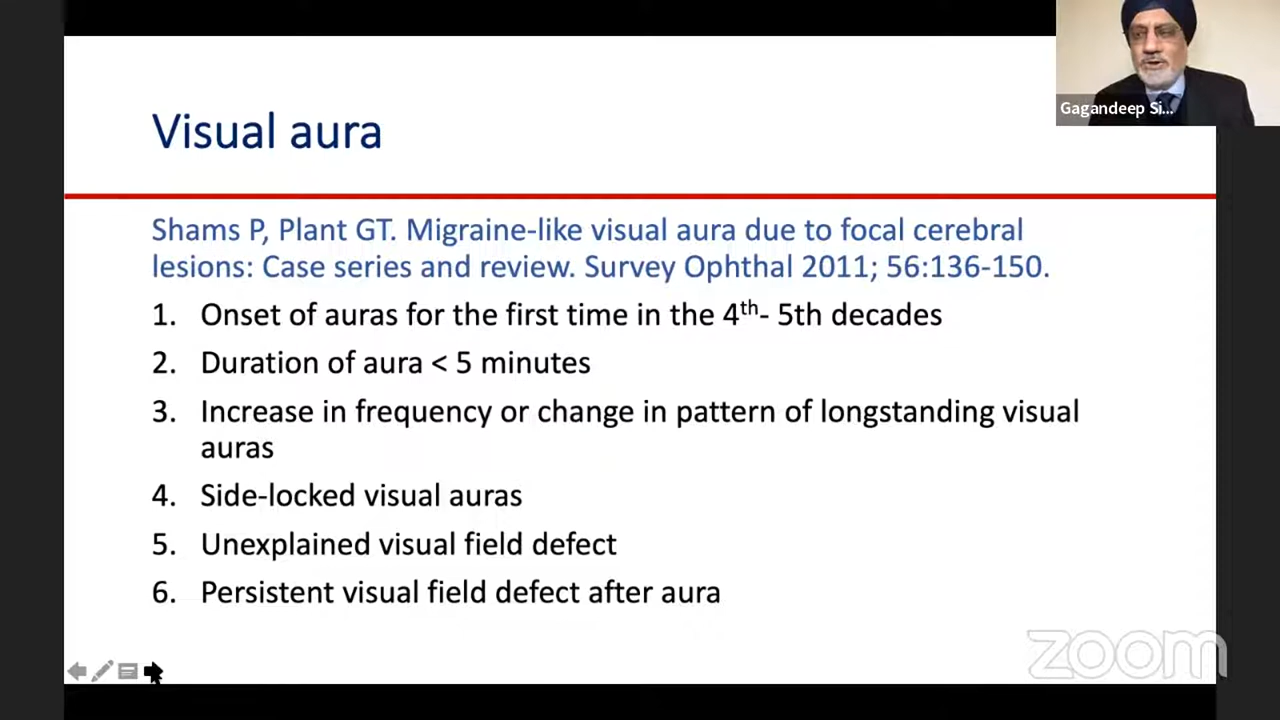 Gagandeep Si...
Visual aura
Shams P, Plant GT. Migraine-like visual aura due to focal cerebral
lesions: Case series and review. Survey Ophthal 2011; 56:136-150.
1. Onset of auras for the first time in the 4th- 5th decades
2. Duration of aura < 5 minutes
3. Increase in frequency or change in pattern of longstanding visual
auras
4. Side-locked visual auras
5. Unexplained visual field defect
6. Persistent visual field defect after aura
zoom